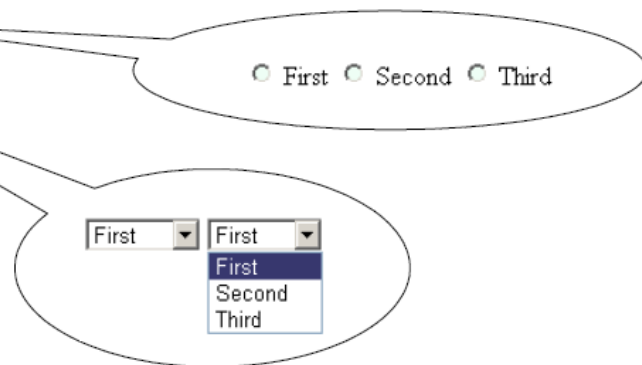 First Second Third
First First
First
Second
Third